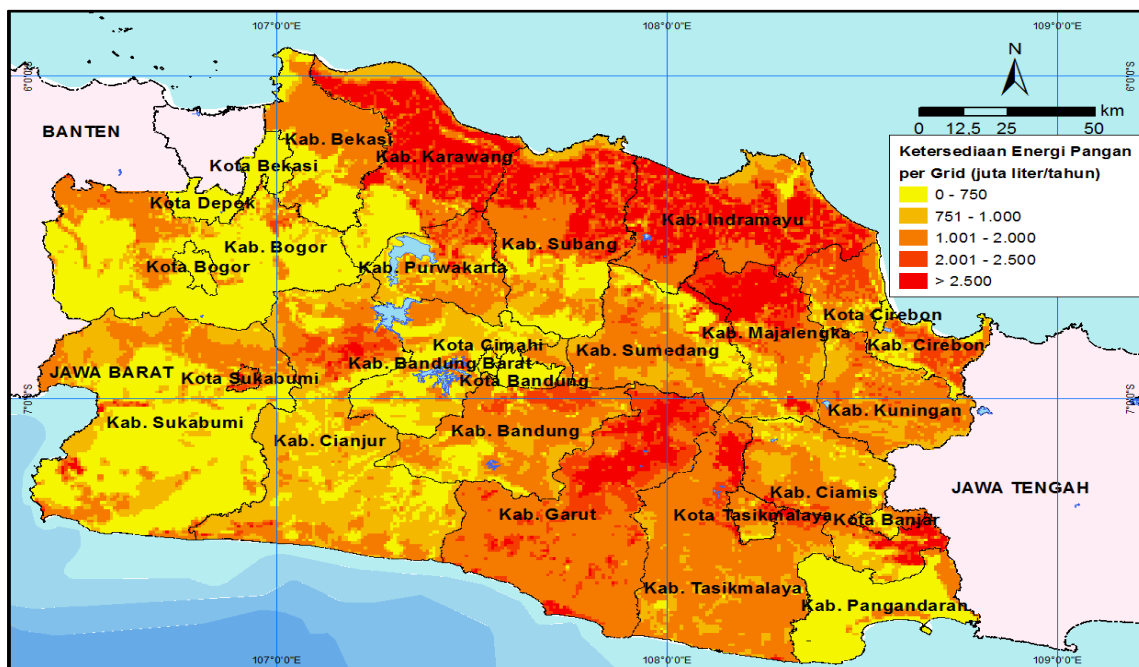 107°0'0"E
108°0'0"E
109°0'0"E
6°0'0"S
6°0'0"S
N
km
0 12.5 25 50
BANTEN
Kab. Bekasi
Kota Bekasi
Kab. Karawang
Ketersediaan Energi Pangan
per Grid (juta liter/tahun)
0 - 750
751 - 1.000
1.001 - 2.000
2.001 - 2.500
> 2.500
Kota Depok
Kab. Bogor
Kota Bogor
Kab. Subang
Kab. Indramayu
Kab. Purwakarta
Kota Cirebon
Kab. Majalengka
Kab. Cirebon
Kota Cimahi
Kab. Sumedang
Kab. Bandung Barat
Kota Bandung
JAWA BARAT
Kota Sukabumi
7°0'0"S
7°0'0"S
Kab. Kuningan
Kab. Sukabumi
Kab. Cianjur
Kab. Bandung
Kab. Ciamis
JAWA TENGAH
Kab. Garut
Kota Tasikmalaya
Kota Banjar
Kab. Tasikmalaya
Kab. Pangandaran
107°0'0"E
108°0'0"E
109°0'0"E